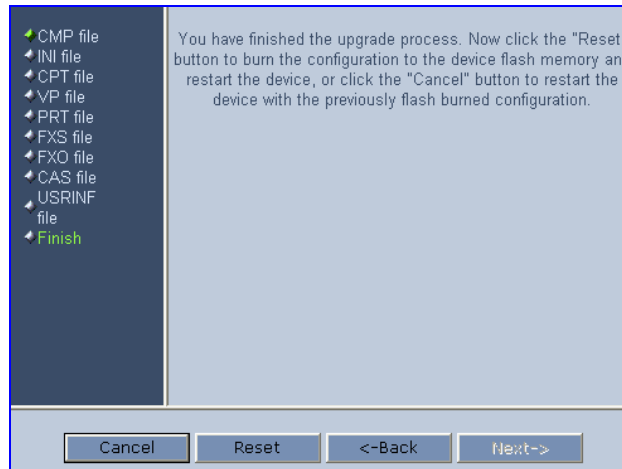 CMP file
INI file
CPT file
VP file
PRT file
FXS file
FXO file
CAS file
USRINF
file
Finish
You have finished the upgrade process. Now click the "Reset
button to burn the configuration to the device flash memory an
restart the device, or click the "Cancel" button to restart the
device with the previously flash burned configuration.
Cancel
Reset
<-Back
Next->